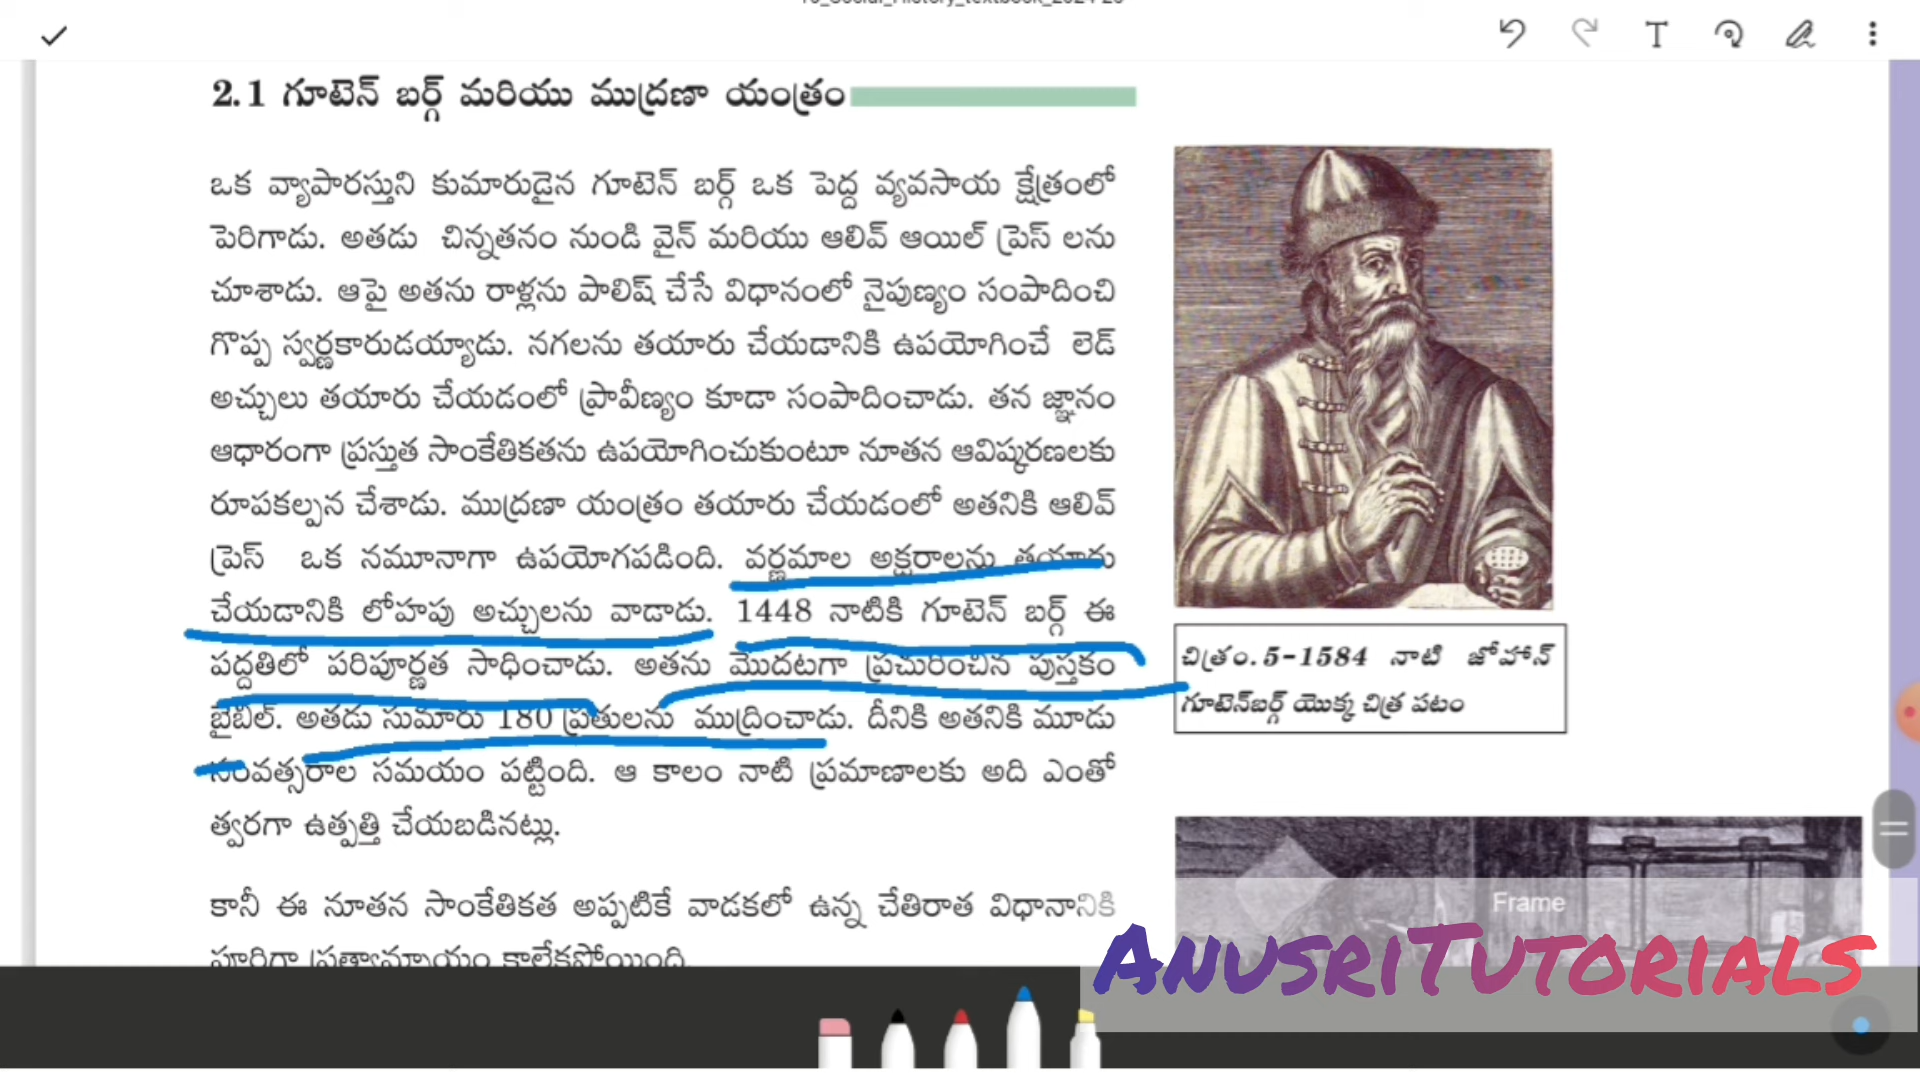 2.1 గూటెన్ బర్గ్ మరియు ముద్రణా యంత్రం
ఒక వ్యాపారస్తుని కుమారుడైన గూటెన్ బర్గ్ ఒక పెద్ద వ్యవసాయ క్షేత్రంలో
పెరిగాడు. అతడు చిన్నతనం నుండి వైన్ మరియు ఆలివ్ ఆయిల్ ప్రెస్ లను
చూశాడు. ఆపై అతను రాళ్లను పాలిష్ చేసే విధానంలో నైపుణ్యం సంపాదించి
గొప్ప స్వర్ణకారుడయ్యాడు. నగలను తయారు చేయడానికి ఉపయోగించే లెడ్
అచ్చులు తయారు చేయడంలో ప్రావీణ్యం కూడా సంపాదించాడు. తన జ్ఞానం
ఆధారంగా ప్రస్తుత సాంకేతికతను ఉపయోగించుకుంటూ నూతన ఆవిష్కరణలకు
రూపకల్పన చేశాడు. ముద్రణా యంత్రం తయారు చేయడంలో అతనికి ఆలివ్
ప్రెస్ ఒక నమూనాగా ఉపయోగపడింది. వర్ణమాల అక్షరాలను తయారు
చేయడానికి లోహపు అచ్చులను వాడాడు. 1448 నాటికి గూటెన్ బర్గ్ ఈ
పద్దతిలో పరిపూర్ణత సాధించాడు. అతను మొదటగా ప్రచురించిన పుస్తకం
బైబిల్. అతడు సుమారు 180 ప్రతులను ముద్రించాడు. దీనికి అతనికి మూడు
సంవత్సరాల సమయం పట్టింది. ఆ కాలం నాటి ప్రమాణాలకు అది ఎంతో
త్వరగా ఉత్పత్తి చేయబడినట్లు.
కానీ ఈ నూతన సాంకేతికత అప్పటికే వాడకలో ఉన్న చేతిరాత విధానానికి
చిత్రం.5-1584 నాటి జోహాన్
గూటెన్‌బర్గ్ యొక్క చిత్ర పటం
Frame
AnusriTutorials